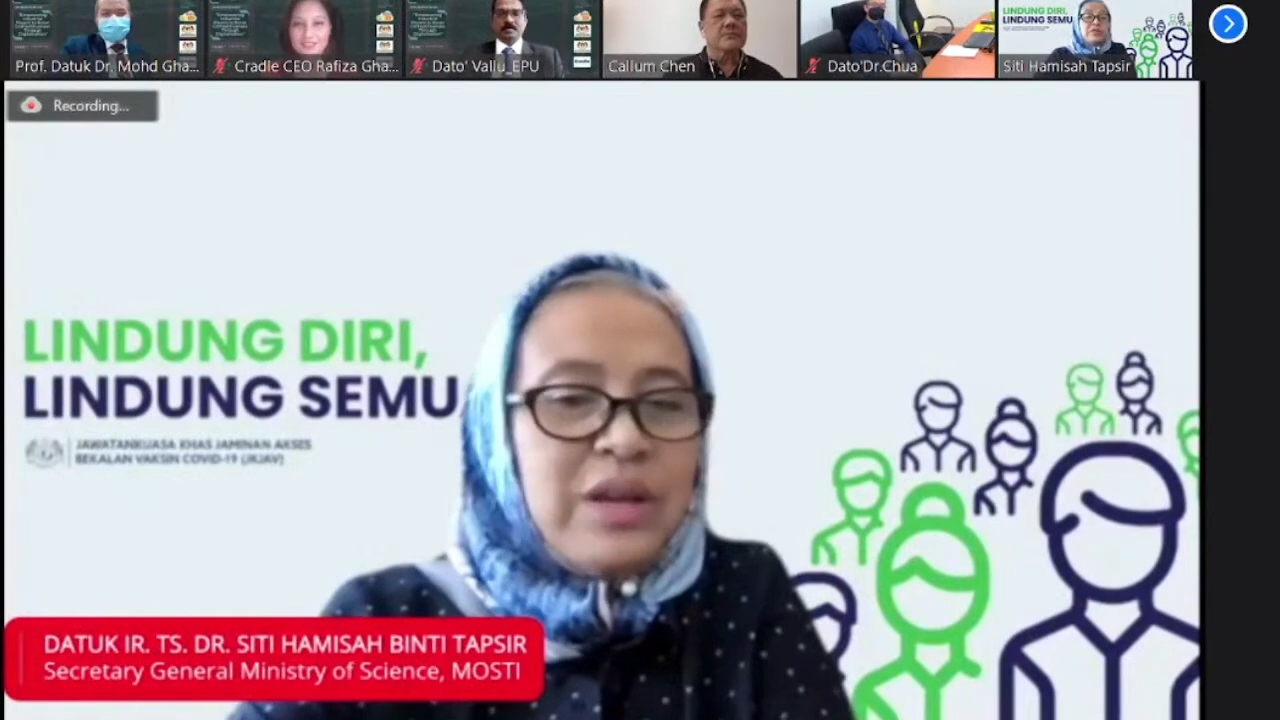 Prof. Datuk Dr. Mohd Gha...
Cradle CEO Rafiza Gha...
Dato' Vallu_EPU
Callum Chen
Dato'Dr.Chua
LINDUNG DIRI,
LINDUNG SEMU
Siti Hamisah Tapsir
Recording...
LINDUNG DIRI,
LINDUNG SEMU
JAWATANKUASA KHAS JAMINAN AKSES
BEKALAN VAKSIN COVID-19 (JKJAV)
DATUK IR. TS. DR. SITI HAMISAH BINTI TAPSIR
Secretary General Ministry of Science, MOSTI